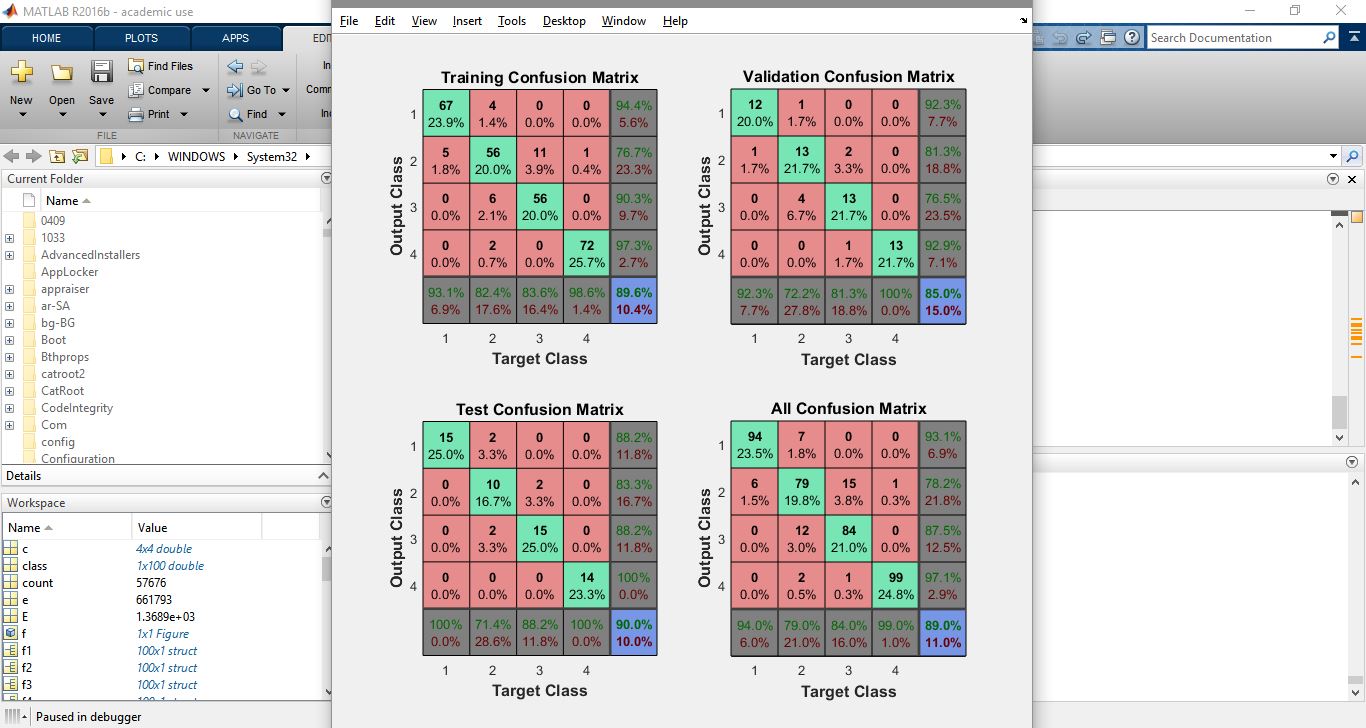 MATLAB R2016b - academic use
File Edit View Insert Tools Desktop Window Help
HOME PLOTS APPS EDI
Search Documentation
New Open Save
Find Files
Compare
Print
Go To
Find
In
Comm
In
FILE NAVIGATE
C: WINDOWS System32
Current Folder
Name
0409
1033
AdvancedInstallers
AppLocker
appraiser
ar-SA
bg-BG
Boot
Bthprops
catroot2
CatRoot
CodeIntegrity
Com
config
Configuration
Details
Workspace
Name Value
c 4x4 double
class 1x100 double
count 57676
e 661793
E 1.3689e+03
f 1x1 Figure
f1 100x1 struct
f2 100x1 struct
f3 100x1 struct
f4 100x1 struct
Paused in debugger
Training Confusion Matrix
Output Class
1 67 4 0 0 94.4%
23.9% 1.4% 0.0% 0.0% 5.6%
2 5 56 11 1 76.7%
1.8% 20.0% 3.9% 0.4% 23.3%
3 0 6 56 0 90.3%
0.0% 2.1% 20.0% 0.0% 9.7%
4 0 2 0 72 97.3%
0.0% 0.7% 0.0% 25.7% 2.7%
93.1% 82.4% 83.6% 98.6% 89.6%
6.9% 17.6% 16.4% 1.4% 10.4%
1 2 3 4
Target Class
Validation Confusion Matrix
Output Class
1 12 1 0 0 92.3%
20.0% 1.7% 0.0% 0.0% 7.7%
2 1 13 2 0 81.3%
1.7% 21.7% 3.3% 0.0% 18.8%
3 0 4 13 0 76.5%
0.0% 6.7% 21.7% 0.0% 23.5%
4 0 0 1 13 92.9%
0.0% 0.0% 1.7% 21.7% 7.1%
92.3% 72.2% 81.3% 100% 85.0%
7.7% 27.8% 18.8% 0.0% 15.0%
1 2 3 4
Target Class
Test Confusion Matrix
Output Class
1 15 2 0 0 88.2%
25.0% 3.3% 0.0% 0.0% 11.8%
2 0 10 2 0 83.3%
0.0% 16.7% 3.3% 0.0% 16.7%
3 0 2 15 0 88.2%
0.0% 3.3% 25.0% 0.0% 11.8%
4 0 0 0 14 100%
0.0% 0.0% 0.0% 23.3% 0.0%
100% 71.4% 88.2% 100% 90.0%
0.0% 28.6% 11.8% 0.0% 10.0%
1 2 3 4
Target Class
All Confusion Matrix
Output Class
1 94 7 0 0 93.1%
23.5% 1.8% 0.0% 0.0% 6.9%
2 6 79 15 1 78.2%
1.5% 19.8% 3.8% 0.3% 21.8%
3 0 12 84 0 87.5%
0.0% 3.0% 21.0% 0.0% 12.5%
4 0 2 1 99 97.1%
0.0% 0.5% 0.3% 24.8% 2.9%
94.0% 79.0% 84.0% 99.0% 89.0%
6.0% 21.0% 16.0% 1.0% 11.0%
1 2 3 4
Target Class